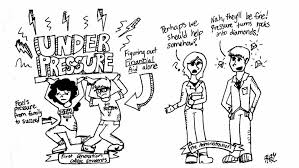 UNDER
PRESSURE
Figuring out
Financial
Aid alone
Feels
pressure
from family
to succeed
First Generation
College Students
Perhaps we
should help
somehow?
Nah, they'll be fine!
Pressure turns rocks
into diamonds!